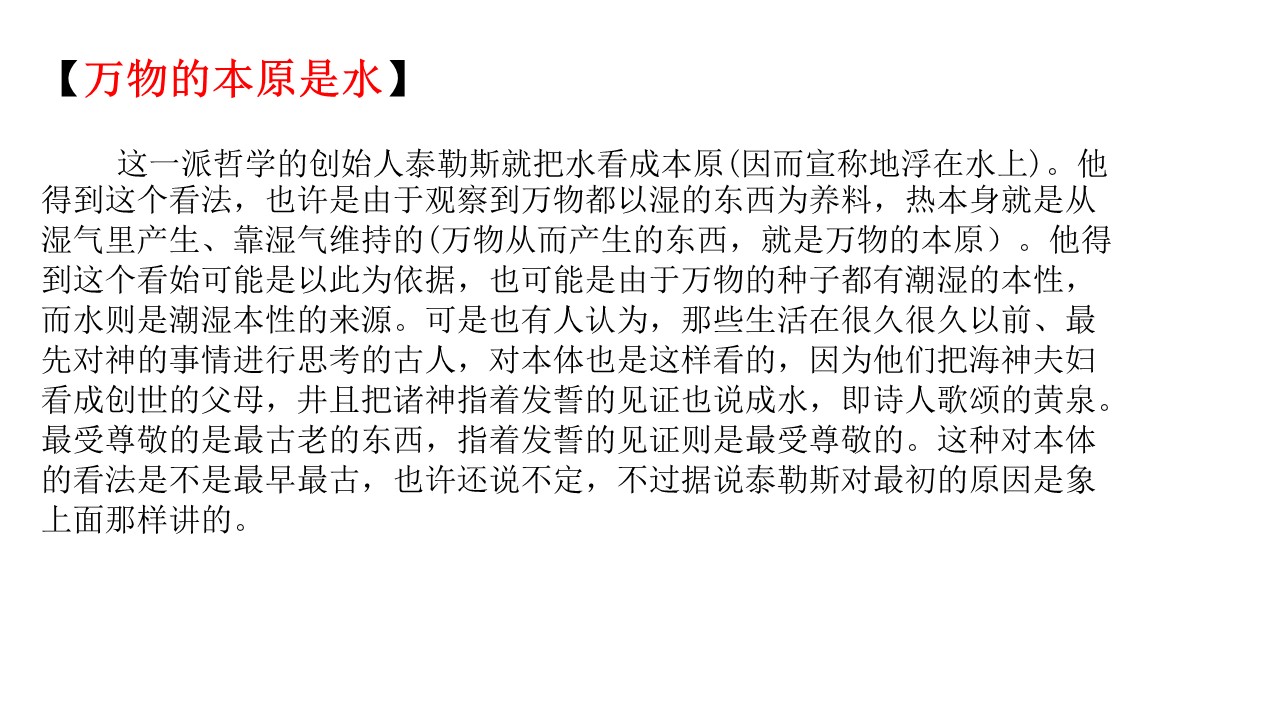 【万物的本原是水】
这一派哲学的创始人泰勒斯就把水看成本原(因而宣称地浮在水上)。他
得到这个看法，也许是由于观察到万物都以湿的东西为养料，热本身就是从
湿气里产生、靠湿气维持的(万物从而产生的东西，就是万物的本原）。他得
到这个看始可能是以此为依据，也可能是由于万物的种子都有潮湿的本性，
而水则是潮湿本性的来源。可是也有人认为，那些生活在很久很久以前、最
先对神的事情进行思考的古人，对本体也是这样看的，因为他们把海神夫妇
看成创世的父母，井且把诸神指着发誓的见证也说成水，即诗人歌颂的黄泉。
最受尊敬的是最古老的东西，指着发誓的见证则是最受尊敬的。这种对本体
的看法是不是最早最古，也许还说不定，不过据说泰勒斯对最初的原因是象
上面那样讲的。